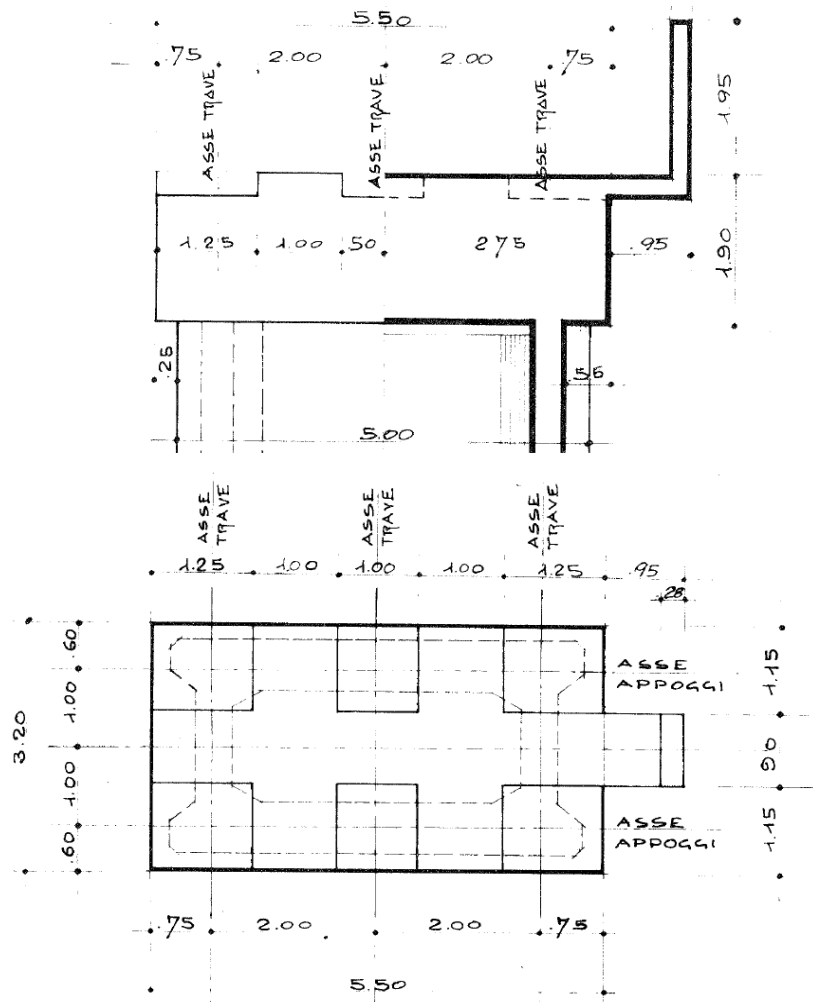 5.50
.75 2.00 2.00 .75
ASSE TRAVE
ASSE TRAVE
ASSE TRAVE
1.95
1.25 1.00 .50 275 .95
1.90
.25
.55
5.00
ASSE TRAVE
ASSE TRAVE
ASSE TRAVE
1.25 1.00 1.00 1.00 1.25 .95
.28
.60
1.00
3.20
1.00
.60
ASSE
APPOGGI
1.15
90
1.15
ASSE
APPOGGI
.75 2.00 2.00 .75
5.50